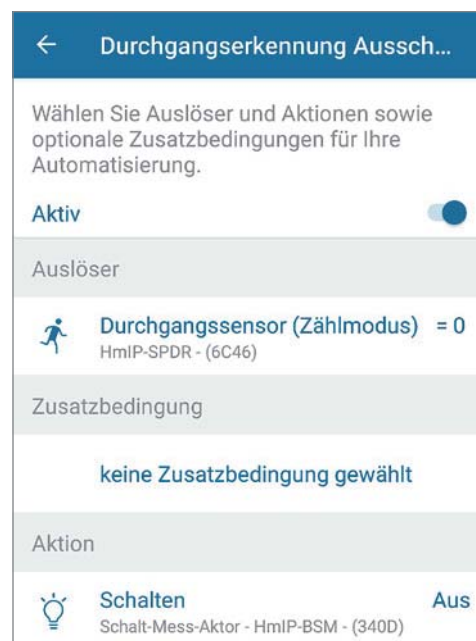 Durchgangserkennung Aussch...
Wählen Sie Auslöser und Aktionen sowie
optionale Zusatzbedingungen für Ihre
Automatisierung.
Aktiv
Auslöser
Durchgangssensor (Zählmodus) = 0
HmIP-SPDR - (6C46)
Zusatzbedingung
keine Zusatzbedingung gewählt
Aktion
Schalten Aus
Schalt-Mess-Aktor - HmIP-BSM - (340D)